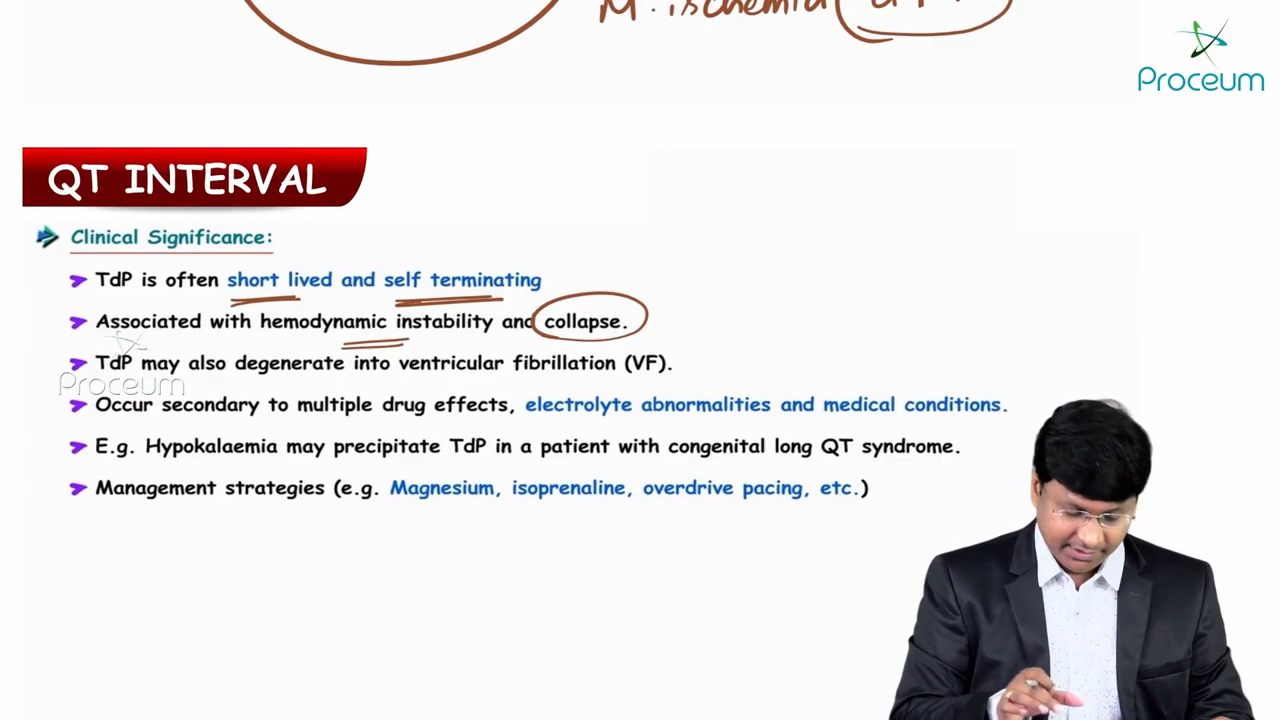 M. ischemia
Proceum
QT INTERVAL
Clinical Significance:
TdP is often short lived and self terminating
Associated with hemodynamic instability and collapse.
TdP may also degenerate into ventricular fibrillation (VF).
Proceum
Occur secondary to multiple drug effects, electrolyte abnormalities and medical conditions.
E.g. Hypokalaemia may precipitate TdP in a patient with congenital long QT syndrome.
Management strategies (e.g. Magnesium, isoprenaline, overdrive pacing, etc.)